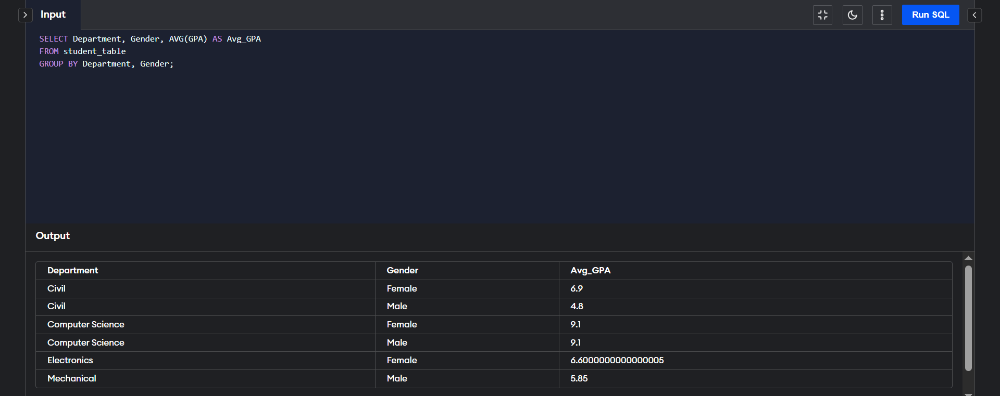 Input
Run SQL
SELECT Department, Gender, AVG(GPA) AS Avg_GPA
FROM student_table
GROUP BY Department, Gender;
Output
Department Gender Avg_GPA
Civil Female 6.9
Civil Male 4.8
Computer Science Female 9.1
Computer Science Male 9.1
Electronics Female 6.6000000000000005
Mechanical Male 5.85